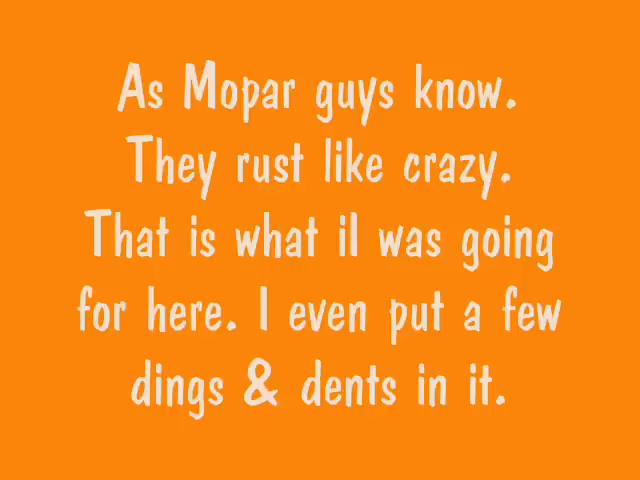 As Mopar guys know.
They rust like crazy.
That is what iI was going
for here. I even put a few
dings & dents in it.